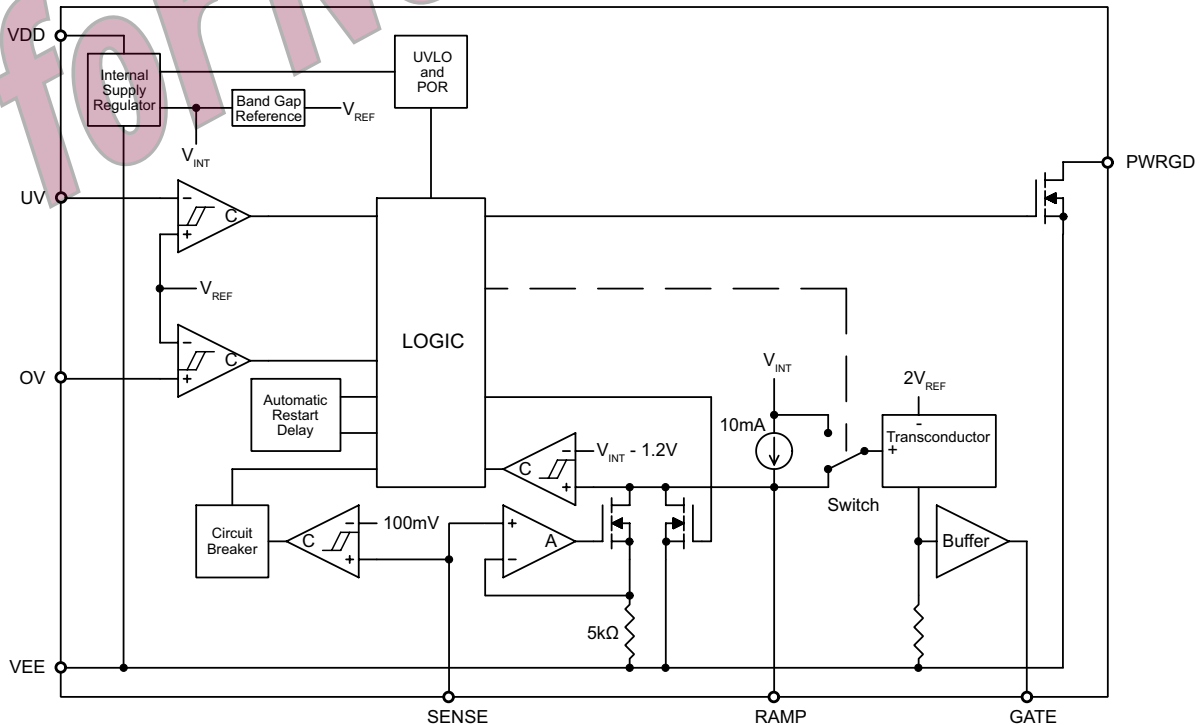 for
VDD
Internal
Supply
Regulator
UVLO
and
POR
Band Gap
Reference
VREF
VINT
PWRGD
UV
-
C
+
VREF
LOGIC
-
C
+
OV
Automatic
Restart
Delay
VINT
10mA
2VREF
-
Transconductor
+
Switch
- VINT - 1.2V
C
+
Circuit
Breaker
- 100mV
C
+
+
A
-
Buffer
5kΩ
VEE
SENSE
RAMP
GATE